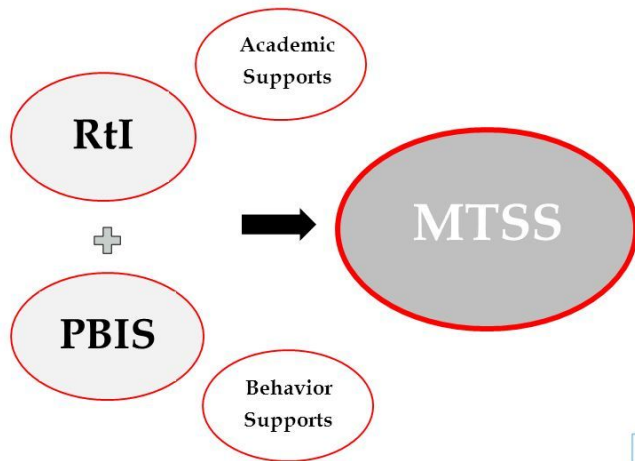 Academic
Supports
RtI
MTSS
PBIS
Behavior
Supports